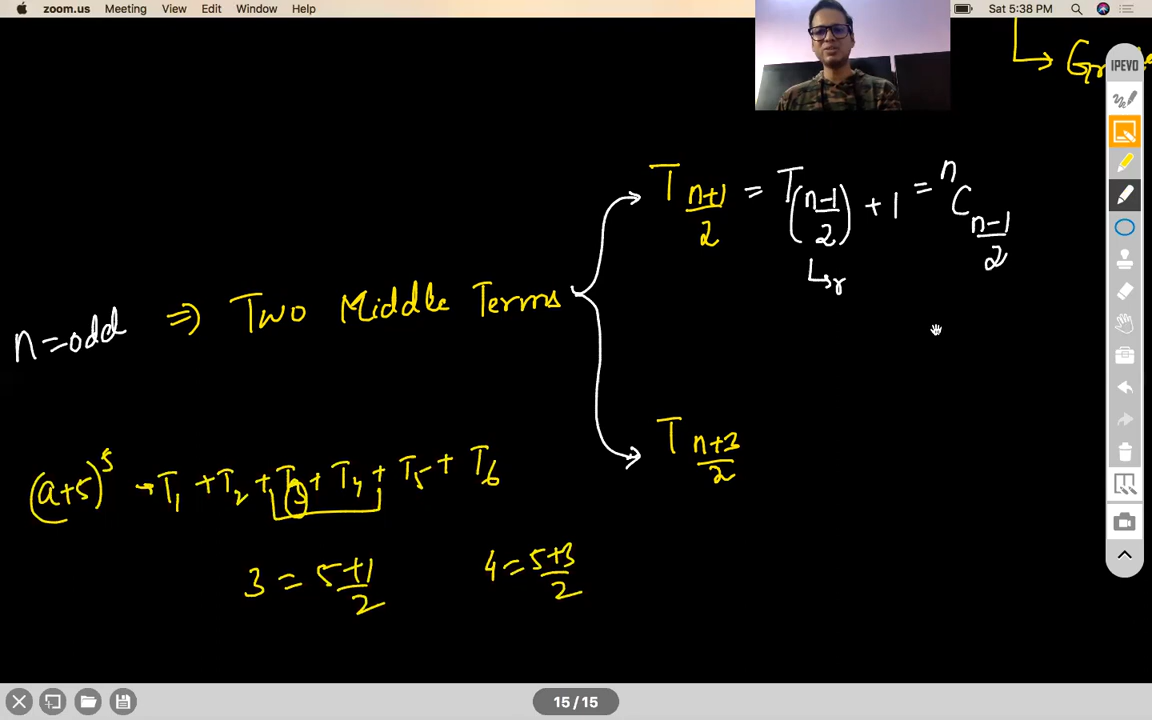 zoom.us Meeting View Edit Window Help Sat 5:38 PM
IPEVO
T n+1/2 = T(n-1/2) + 1 = nC n-1/2
↳r
n=odd ⇒ Two Middle Terms
T n+3/2
(a+5)^5 → T1 + T2 + T3 + T4 + T5 + T6
3 = 5+1/2 4 = 5+3/2
15/15